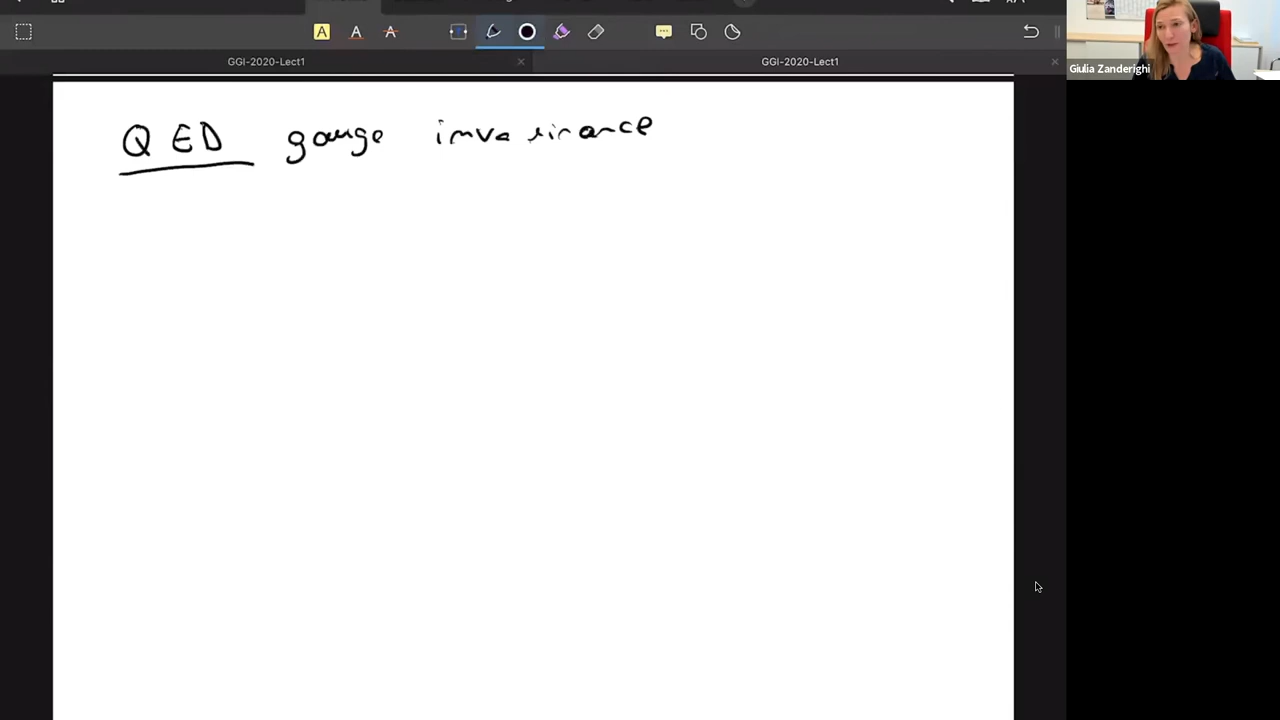 A A A
GGI-2020-Lect1 × GGI-2020-Lect1 ×
Giulia Zanderighi
QED gauge invariance